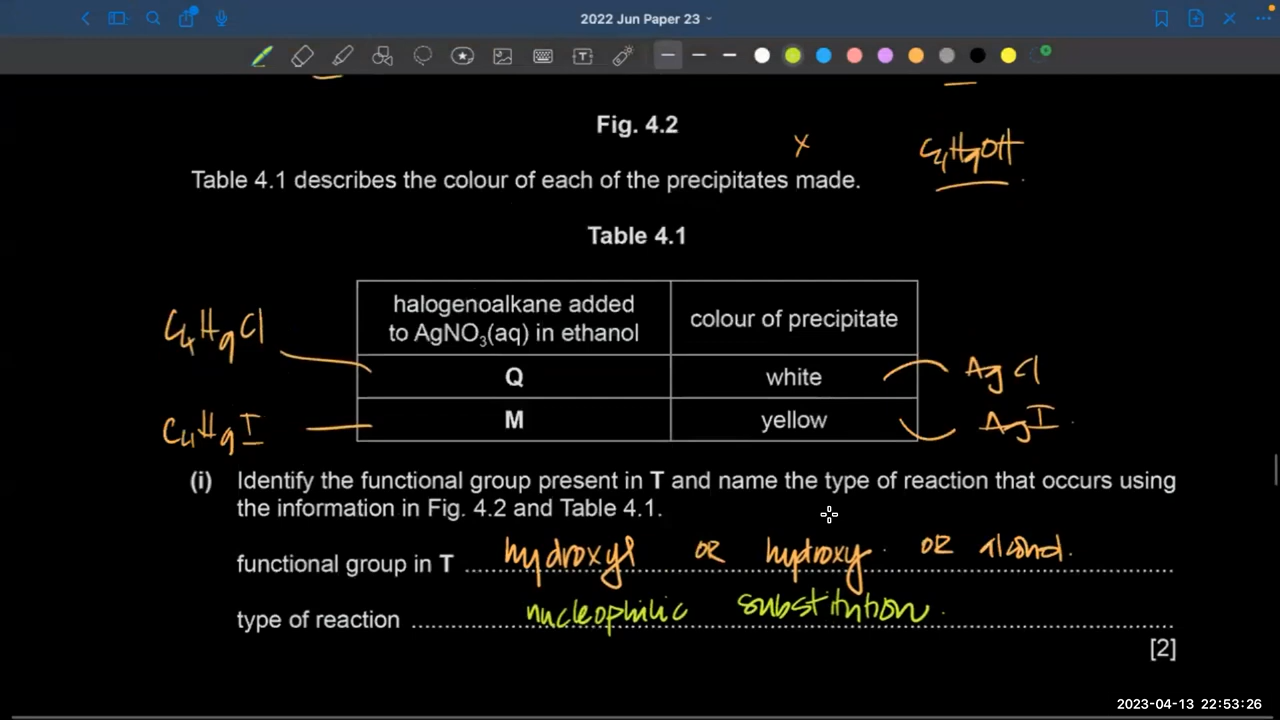 2022 Jun Paper 23
Fig. 4.2
x
C4H9OH
Table 4.1 describes the colour of each of the precipitates made.
Table 4.1
halogenoalkane added to AgNO3(aq) in ethanol
colour of precipitate
C4H9Cl
Q white
AgCl
C4H9I
M yellow
AgI
(i) Identify the functional group present in T and name the type of reaction that occurs using
the information in Fig. 4.2 and Table 4.1.
functional group in T hydroxyl OR hydroxy OR alcohol.
type of reaction nucleophilic substitution.
[2]
2023-04-13 22:53:26